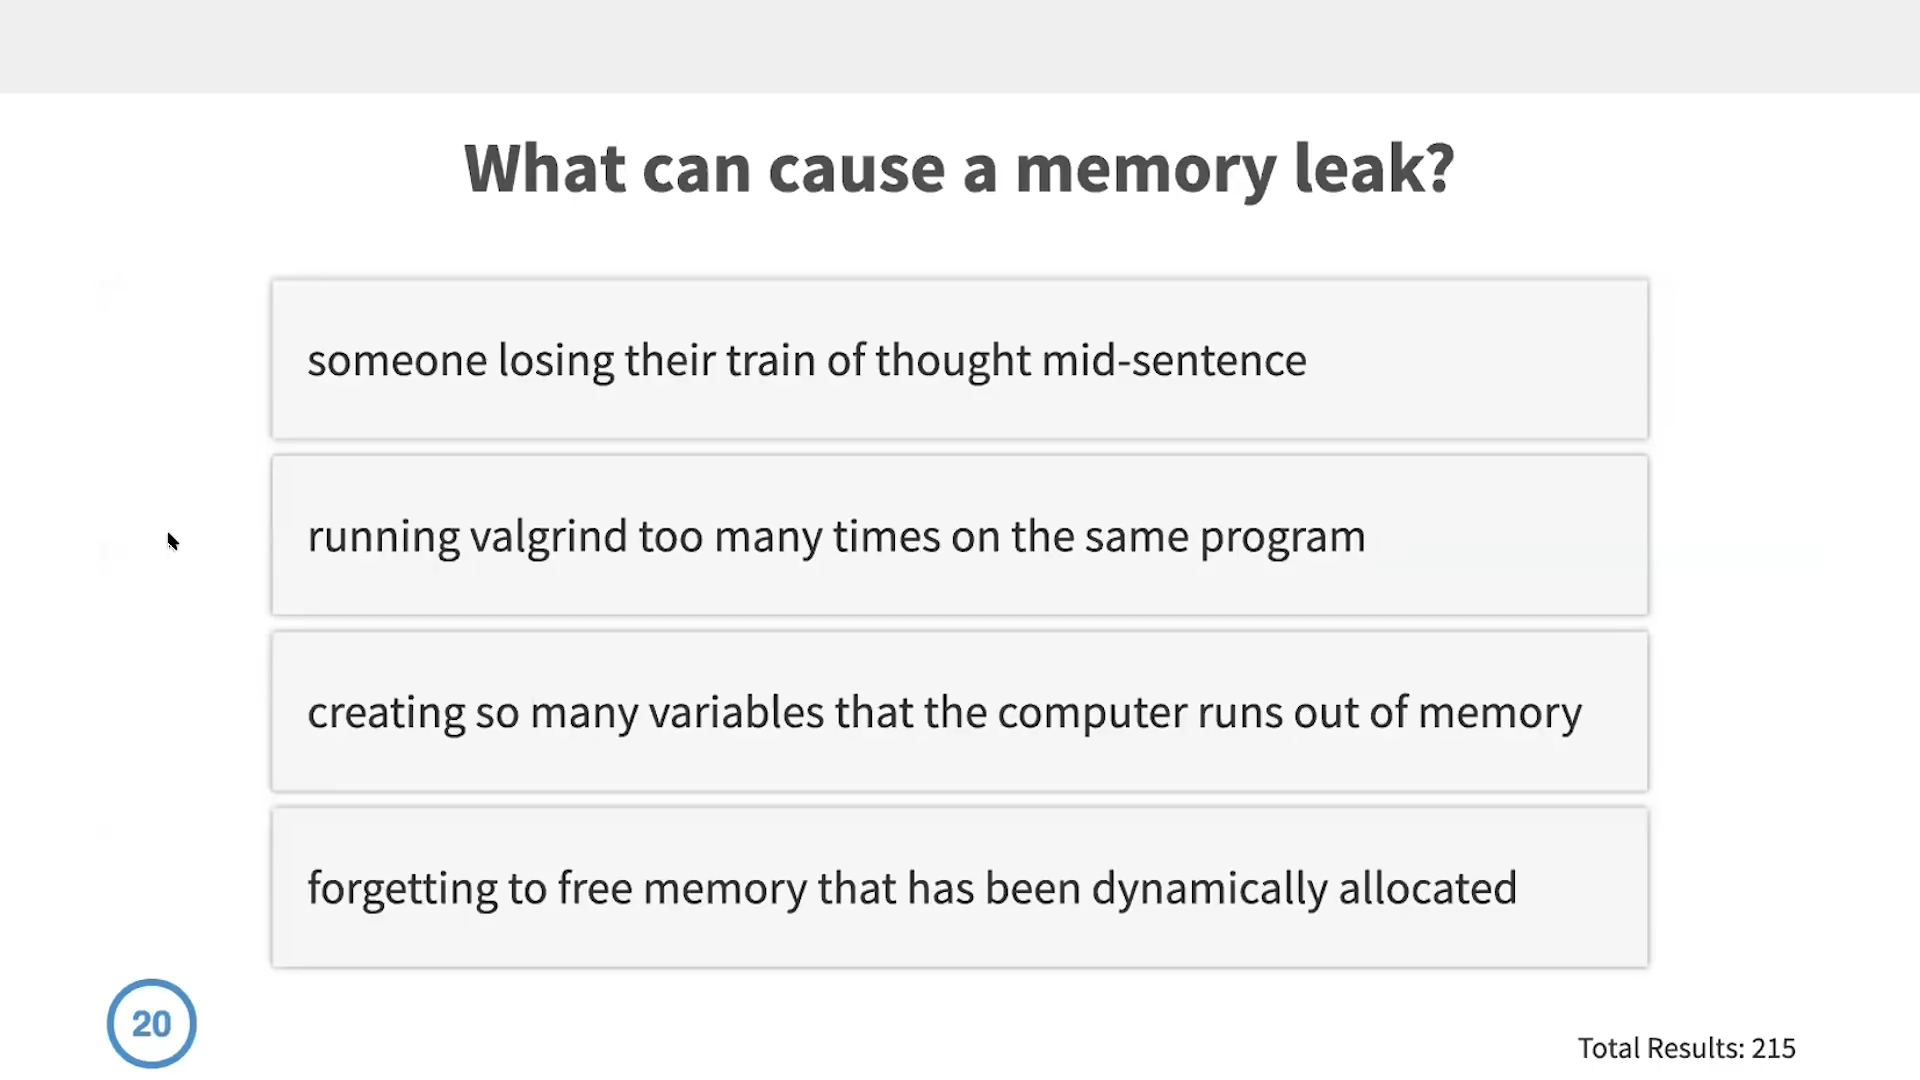 What can cause a memory leak?
someone losing their train of thought mid-sentence
running valgrind too many times on the same program
creating so many variables that the computer runs out of memory
forgetting to free memory that has been dynamically allocated
20
Total Results: 215